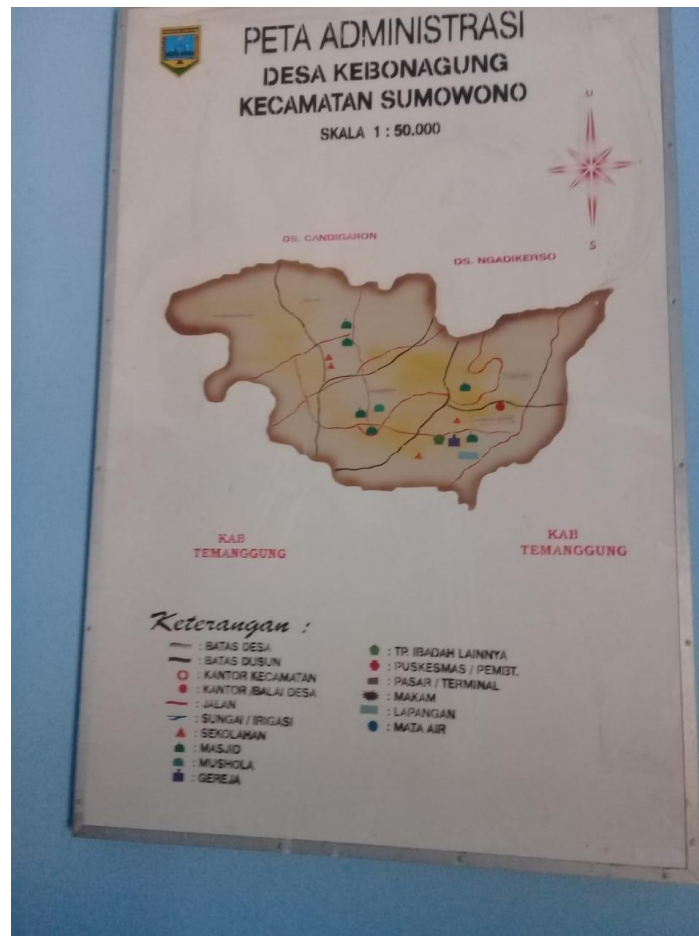 PETA ADMINISTRASI
DESA KEBONAGUNG
KECAMATAN SUMOWONO
SKALA 1 : 50.000
U
S
DS. CANDIGARON
DS. NGADIKERSO
KAB
TEMANGGUNG
KAB
TEMANGGUNG
Keterangan :
: BATAS DESA
: BATAS DUSUN
: KANTOR KECAMATAN
: KANTOR /BALAI DESA
: JALAN
: SUNGAI / IRIGASI
: SEKOLAHAN
: MASJID
: MUSHOLA
: GEREJA
: TP. IBADAH LAINNYA
: PUSKESMAS / PEMBT.
: PASAR / TERMINAL
: MAKAM
: LAPANGAN
: MATA AIR